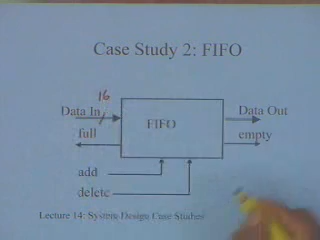 Case Study 2: FIFO
16
Data In
Data Out
full
FIFO
empty
add
delete
Lecture 14: System Design Case Studies